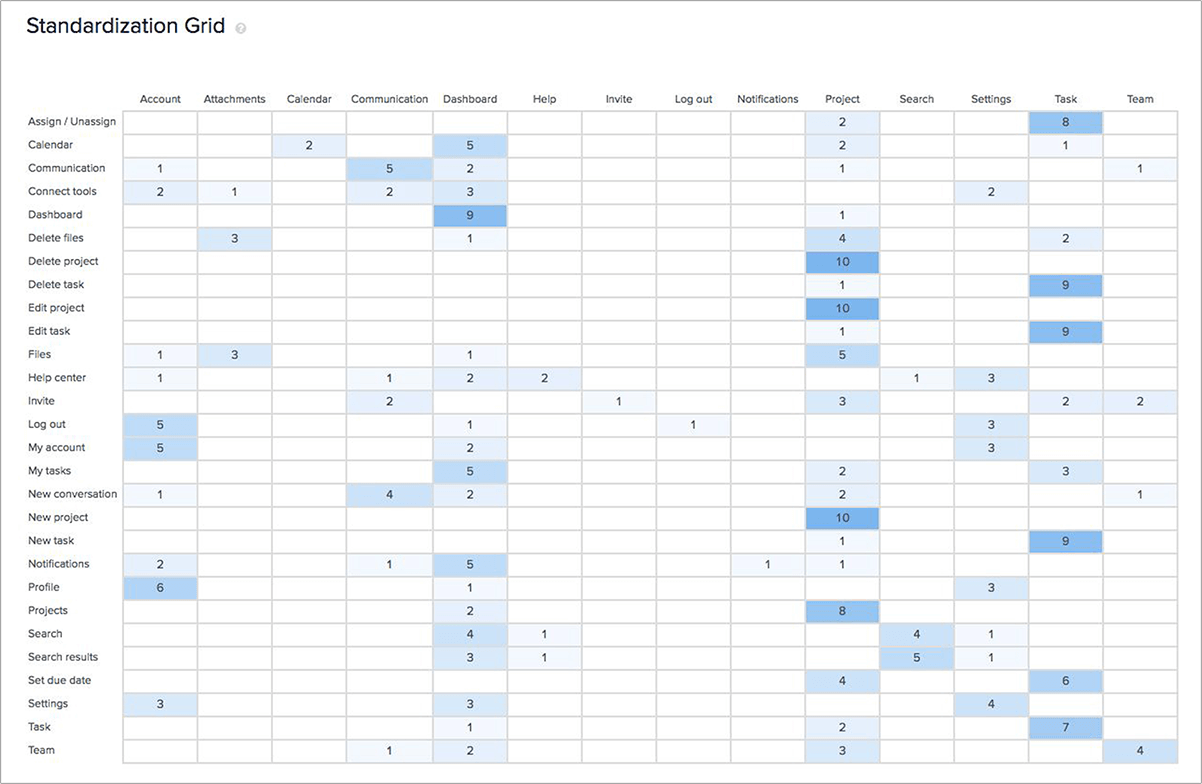 Standardization Grid ?
Account Attachments Calendar Communication Dashboard Help Invite Log out Notifications Project Search Settings Task Team
Assign / Unassign 2 8
Calendar 2 5 2 1
Communication 1 5 2 1 1
Connect tools 2 1 2 3 2
Dashboard 9 1
Delete files 3 1 4 2
Delete project 10
Delete task 1 9
Edit project 10
Edit task 1 9
Files 1 3 1 5
Help center 1 1 2 2 1 3
Invite 2 1 3 2 2
Log out 5 1 1 3
My account 5 2 3
My tasks 5 2 3
New conversation 1 4 2 2 1
New project 10
New task 1 9
Notifications 2 1 5 1 1
Profile 6 1 3
Projects 2 8
Search 4 1 4 1
Search results 3 1 5 1
Set due date 4 6
Settings 3 3 4
Task 1 2 7
Team 1 2 3 4